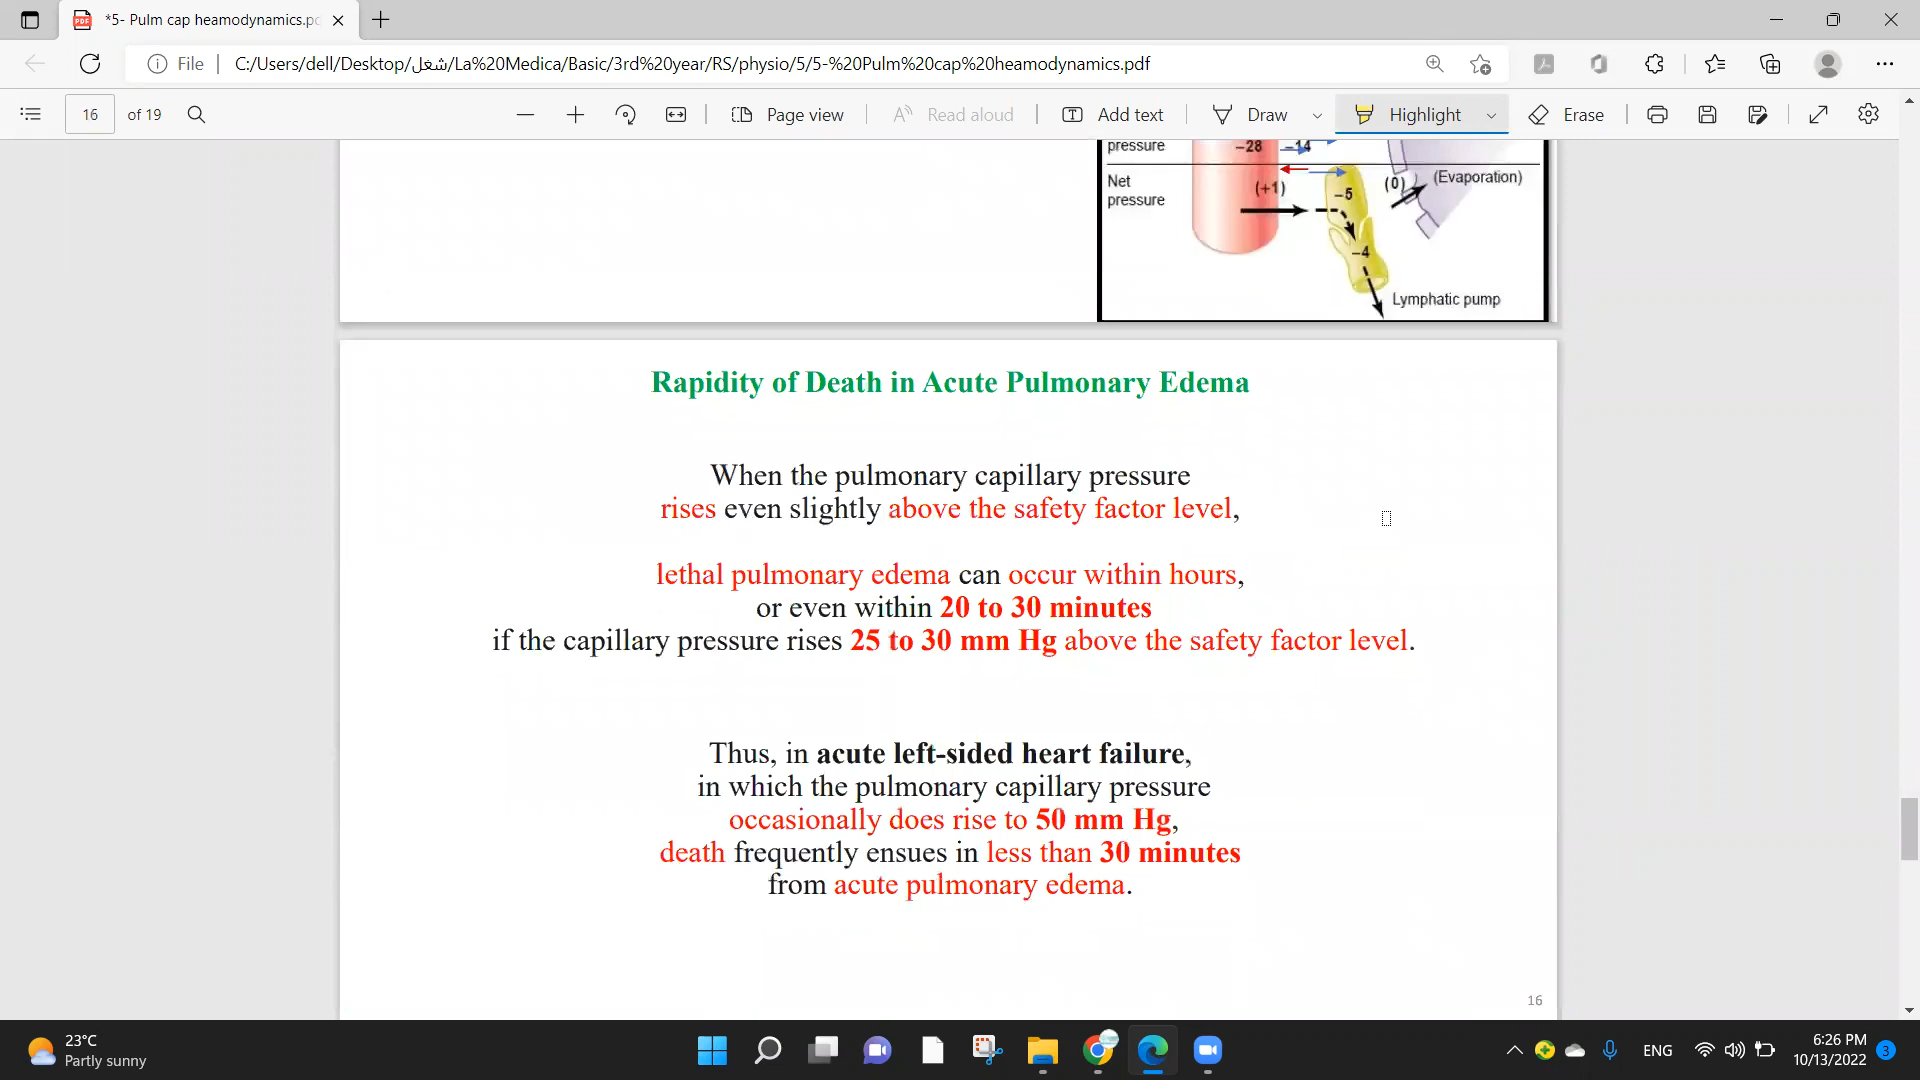 *5- Pulm cap heamodynamics.pd
File
C:/Users/dell/Desktop/شغل/La%20Medica/Basic/3rd%20year/RS/physio/5/5-%20Pulm%20cap%20heamodynamics.pdf
16 of 19
Page view
Read aloud
Add text
Draw
Highlight
Erase
pressure
-28 -14
Net
pressure
(+1)
-5
(0)
(Evaporation)
-4
Lymphatic pump
Rapidity of Death in Acute Pulmonary Edema
When the pulmonary capillary pressure
rises even slightly above the safety factor level,
lethal pulmonary edema can occur within hours,
or even within 20 to 30 minutes
if the capillary pressure rises 25 to 30 mm Hg above the safety factor level.
Thus, in acute left-sided heart failure,
in which the pulmonary capillary pressure
occasionally does rise to 50 mm Hg,
death frequently ensues in less than 30 minutes
from acute pulmonary edema.
16
23°C
Partly sunny
ENG
6:26 PM
10/13/2022
3